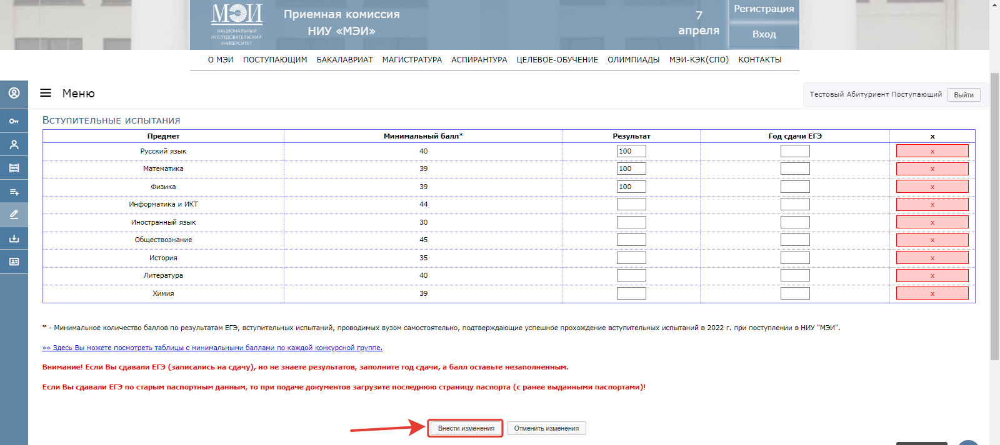 МЭИ
НАЦИОНАЛЬНЫЙ
ИССЛЕДОВАТЕЛЬСКИЙ
УНИВЕРСИТЕТ
Приемная комиссия
НИУ «МЭИ»
7
апреля
Регистрация
Вход
О МЭИ ПОСТУПАЮЩИМ БАКАЛАВРИАТ МАГИСТРАТУРА АСПИРАНТУРА ЦЕЛЕВОЕ-ОБУЧЕНИЕ ОЛИМПИАДЫ МЭИ-КЭК(СПО) КОНТАКТЫ
Меню
Тестовый Абитуриент Поступающий Выйти
Вступительные испытания
Предмет Минимальный балл* Результат Год сдачи ЕГЭ x
Русский язык 40 100 x
Математика 39 100 x
Физика 39 100 x
Информатика и ИКТ 44 x
Иностранный язык 30 x
Обществознание 45 x
История 35 x
Литература 40 x
Химия 39 x
* - Минимальное количество баллов по результатам ЕГЭ, вступительных испытаний, проводимых вузом самостоятельно, подтверждающие успешное прохождение вступительных испытаний в 2022 г. при поступлении в НИУ "МЭИ".
»» Здесь Вы можете посмотреть таблицы с минимальными баллами по каждой конкурсной группе.
Внимание! Если Вы сдавали ЕГЭ (записались на сдачу), но не знаете результатов, заполните год сдачи, а балл оставьте незаполненным.
Если Вы сдавали ЕГЭ по старым паспортным данным, то при подаче документов загрузите последнюю страницу паспорта (с ранее выданными паспортами)!
Внести изменения Отменить изменения